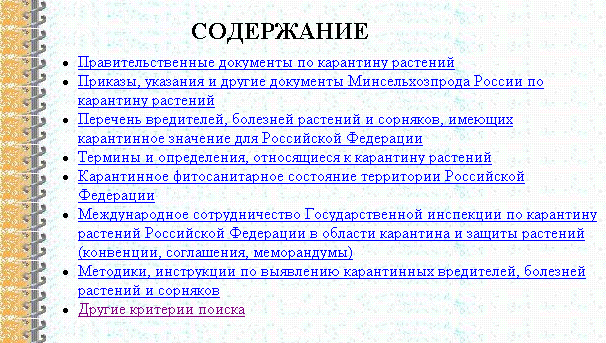 СОДЕРЖАНИЕ
Правительственные документы по карантину растений
Приказы, указания и другие документы Минсельхозпрода России по
карантину растений
Перечень вредителей, болезней растений и сорняков, имеющих
карантинное значение для Российской Федерации
Термины и определения, относящиеся к карантину растений
Карантинное фитосанитарное состояние территории Российской
Федерации
Международное сотрудничество Государственной инспекции по карантину
растений Российской Федерации в области карантина и защиты растений
(конвенции, соглашения, меморандумы)
Методики, инструкции по выявлению карантинных вредителей, болезней
растений и сорняков
Другие критерии поиска